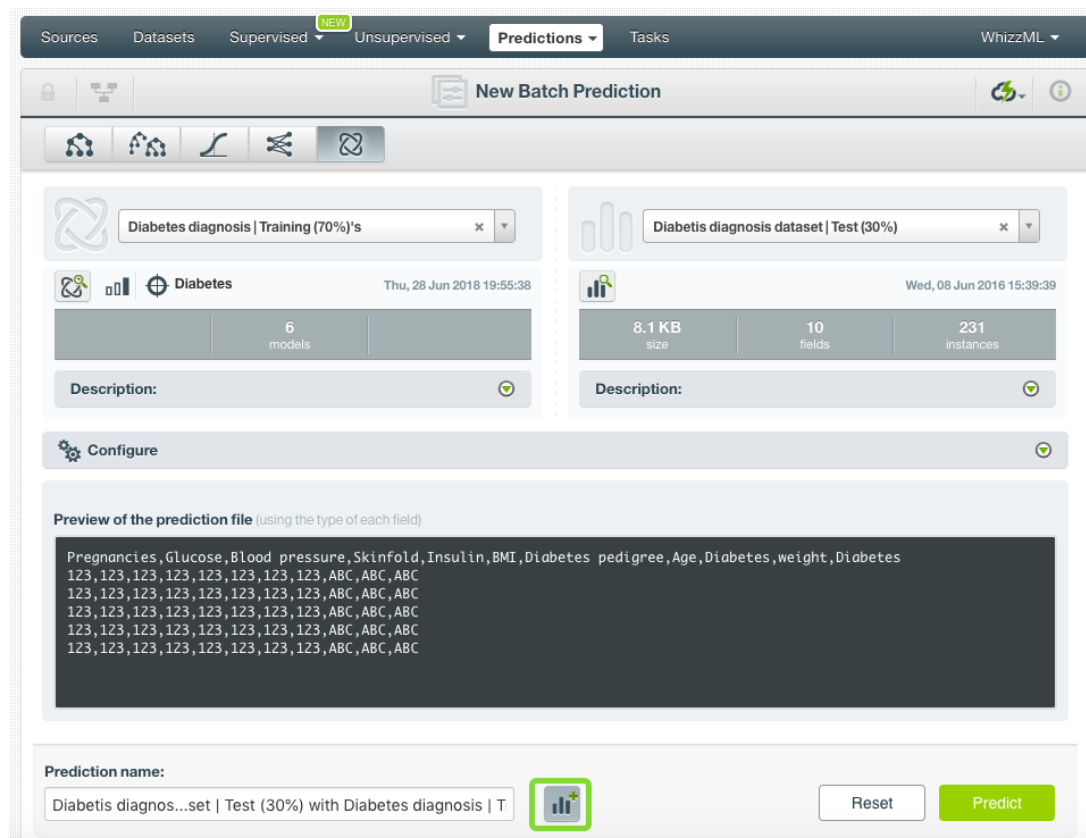 NEW
Sources Datasets Supervised Unsupervised Predictions Tasks WhizzML
New Batch Prediction
Diabetes diagnosis | Training (70%)'s
Diabetis diagnosis dataset | Test (30%)
Diabetes Thu, 28 Jun 2018 19:55:38
Wed, 08 Jun 2016 15:39:39
6
models
8.1 KB 10 231
size fields instances
Description:
Description:
Configure
Preview of the prediction file (using the type of each field)
Pregnancies,Glucose,Blood pressure,Skinfold,Insulin,BMI,Diabetes pedigree,Age,Diabetes,weight,Diabetes
123,123,123,123,123,123,123,123,ABC,ABC,ABC
123,123,123,123,123,123,123,123,ABC,ABC,ABC
123,123,123,123,123,123,123,123,ABC,ABC,ABC
123,123,123,123,123,123,123,123,ABC,ABC,ABC
123,123,123,123,123,123,123,123,ABC,ABC,ABC
Prediction name:
Diabetis diagnos...set | Test (30%) with Diabetes diagnosis | T
Reset Predict